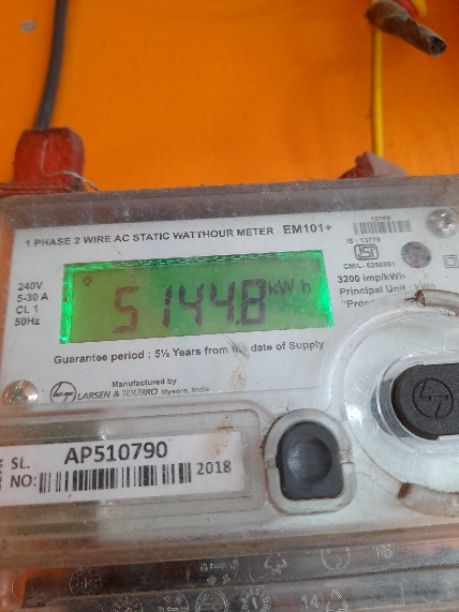 1 PHASE 2 WIRE AC STATIC WATTHOUR METER EM101+
IS : 13779
CM/L-
240V
5-30 A
CL 1
50Hz
5144.8 kWh
3200 imp/kWh
Principal Unit :
Guarantee period : 5½ Years from the date of Supply
Manufactured by
LARSEN & TOUBRO Mysore, India
SL. NO: AP510790
2018
14